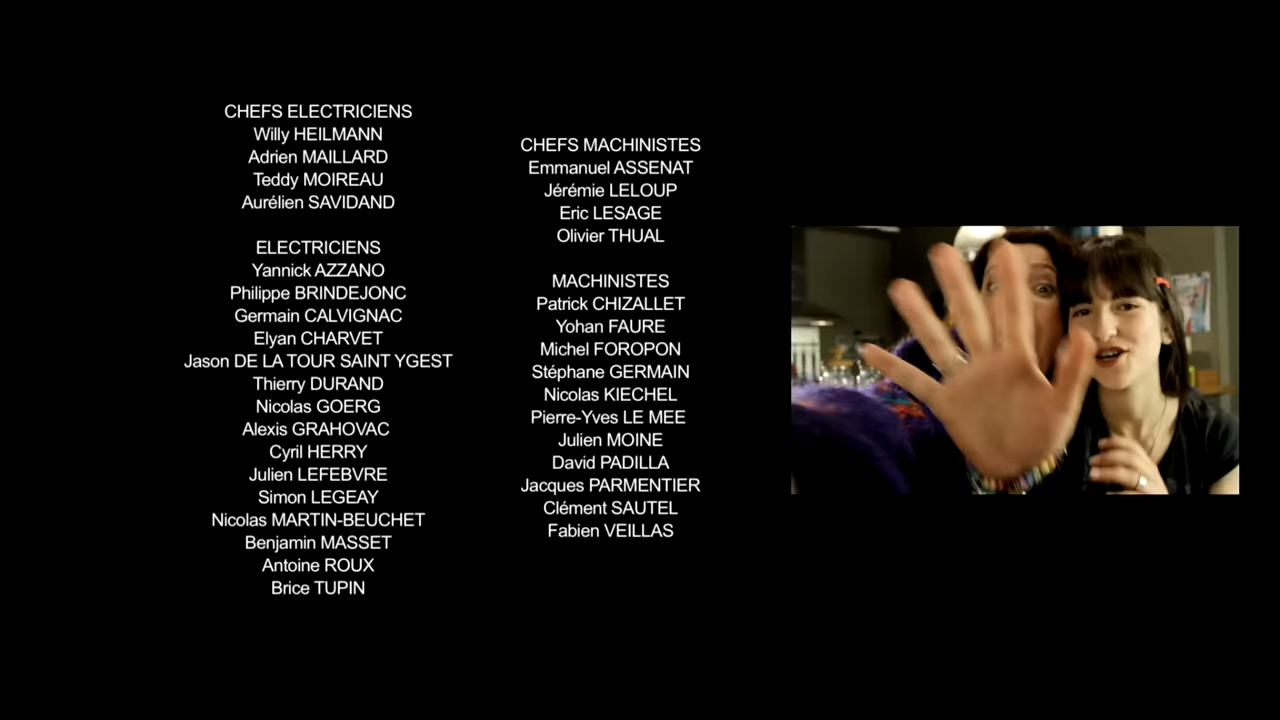 CHEFS ELECTRICIENS
Willy HEILMANN
Adrien MAILLARD
Teddy MOIREAU
Aurélien SAVIDAND
ELECTRICIENS
Yannick AZZANO
Philippe BRINDEJONC
Germain CALVIGNAC
Elyan CHARVET
Jason DE LA TOUR SAINT YGEST
Thierry DURAND
Nicolas GOERG
Alexis GRAHOVAC
Cyril HERRY
Julien LEFEBVRE
Simon LEGEAY
Nicolas MARTIN-BEUCHET
Benjamin MASSET
Antoine ROUX
Brice TUPIN
CHEFS MACHINISTES
Emmanuel ASSENAT
Jérémie LELOUP
Eric LESAGE
Olivier THUAL
MACHINISTES
Patrick CHIZALLET
Yohan FAURE
Michel FOROPON
Stéphane GERMAIN
Nicolas KIECHEL
Pierre-Yves LE MEE
Julien MOINE
David PADILLA
Jacques PARMENTIER
Clément SAUTEL
Fabien VEILLAS